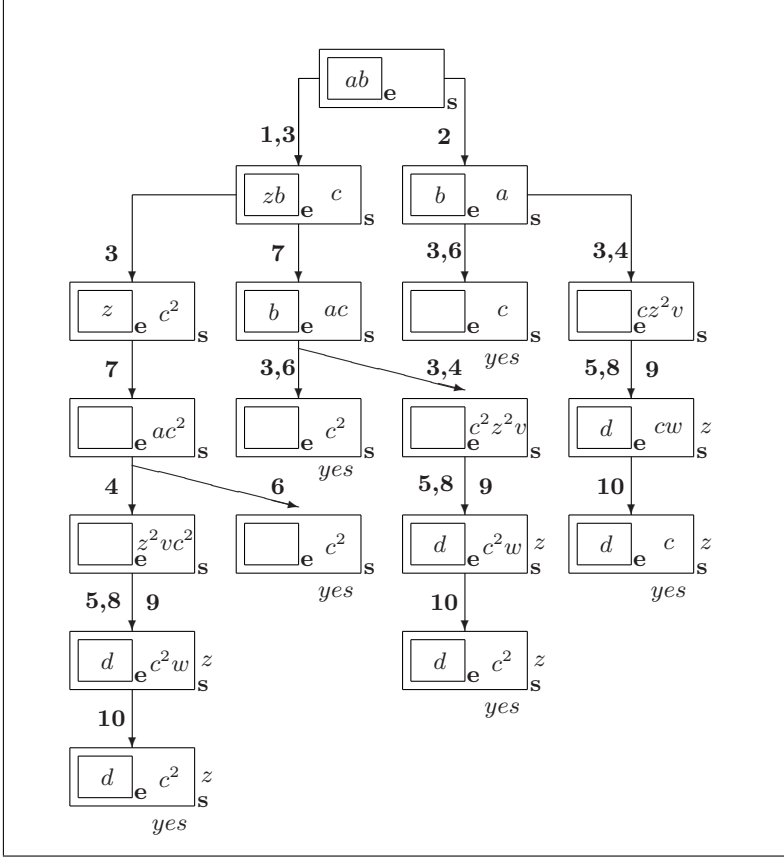 ab e s
1,3 2
zb e c s b e a s
3 7 3,6 3,4
z e c² s b e ac s e c s e cz²v s
yes
7 3,6 3,4 5,8 9
e ac² s e c² s e c²z²v s d e cw s z
yes
4 6 5,8 9 10
e z²vc² s e c² s d e c²w s z d e c s z
yes yes
5,8 9 10
d e c²w s z d e c² s z
yes
10
d e c² s z
yes